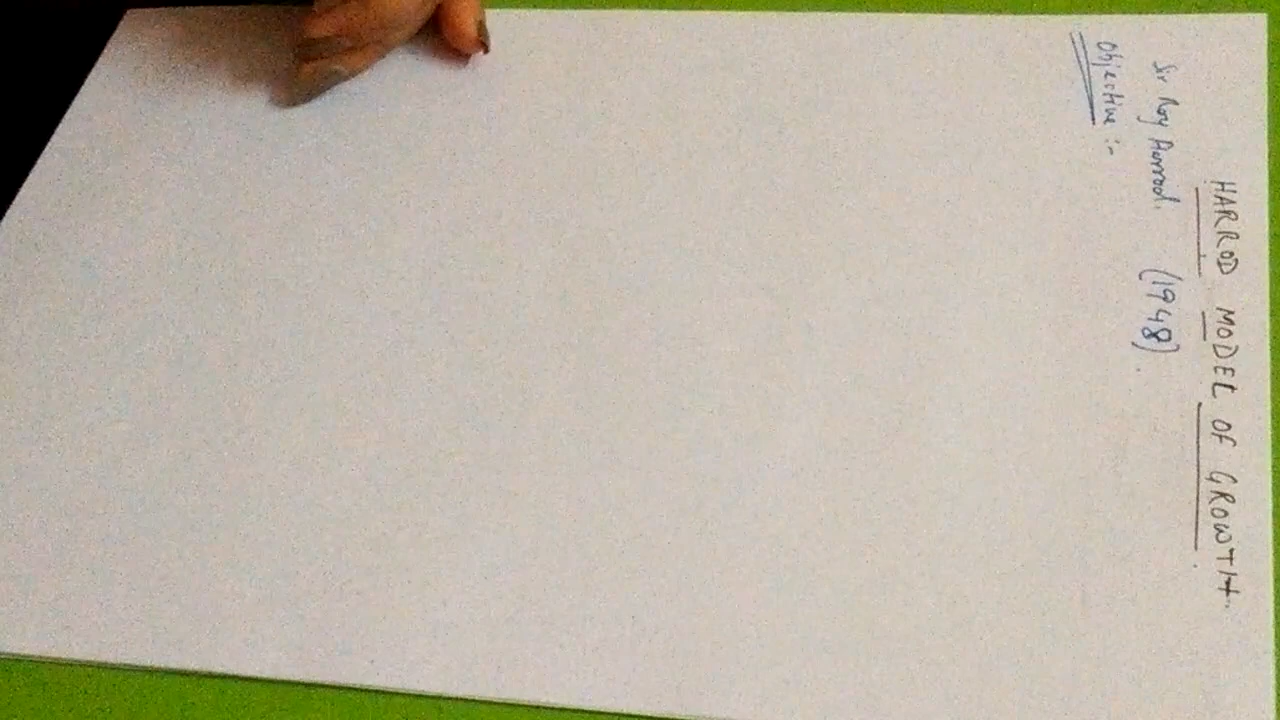 HARROD MODEL OF GROWTH.
Sir Roy Harrod. (1948).
Objective :-